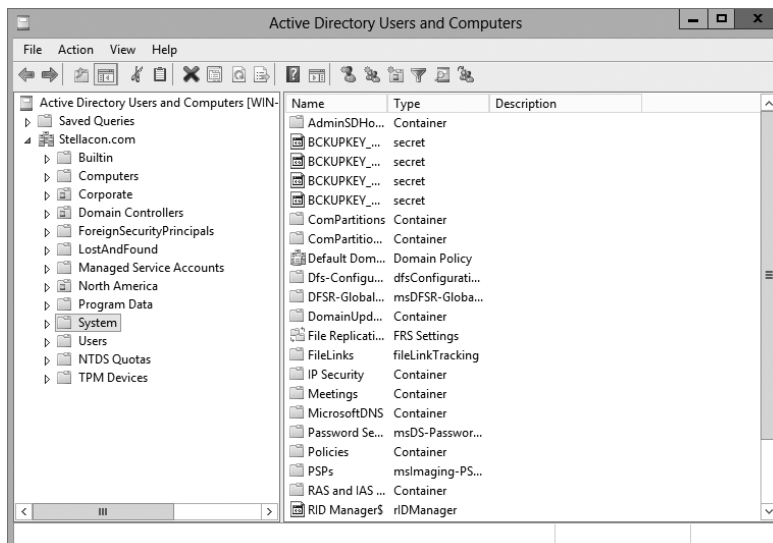 Active Directory Users and Computers
File Action View Help
Active Directory Users and Computers [WIN-
Saved Queries
Stellacon.com
Builtin
Computers
Corporate
Domain Controllers
ForeignSecurityPrincipals
LostAndFound
Managed Service Accounts
North America
Program Data
System
Users
NTDS Quotas
TPM Devices
Name Type Description
AdminSDHo... Container
BCKUPKEY_... secret
BCKUPKEY_... secret
BCKUPKEY_... secret
BCKUPKEY_... secret
ComPartitions Container
ComPartitio... Container
Default Dom... Domain Policy
Dfs-Configu... dfsConfigurati...
DFSR-Global... msDFSR-Globa...
DomainUpd... Container
File Replicati... FRS Settings
FileLinks fileLinkTracking
IP Security Container
Meetings Container
MicrosoftDNS Container
Password Se... msDS-Passwor...
Policies Container
PSPs msImaging-PS...
RAS and IAS ... Container
RID Manager$ rIDManager